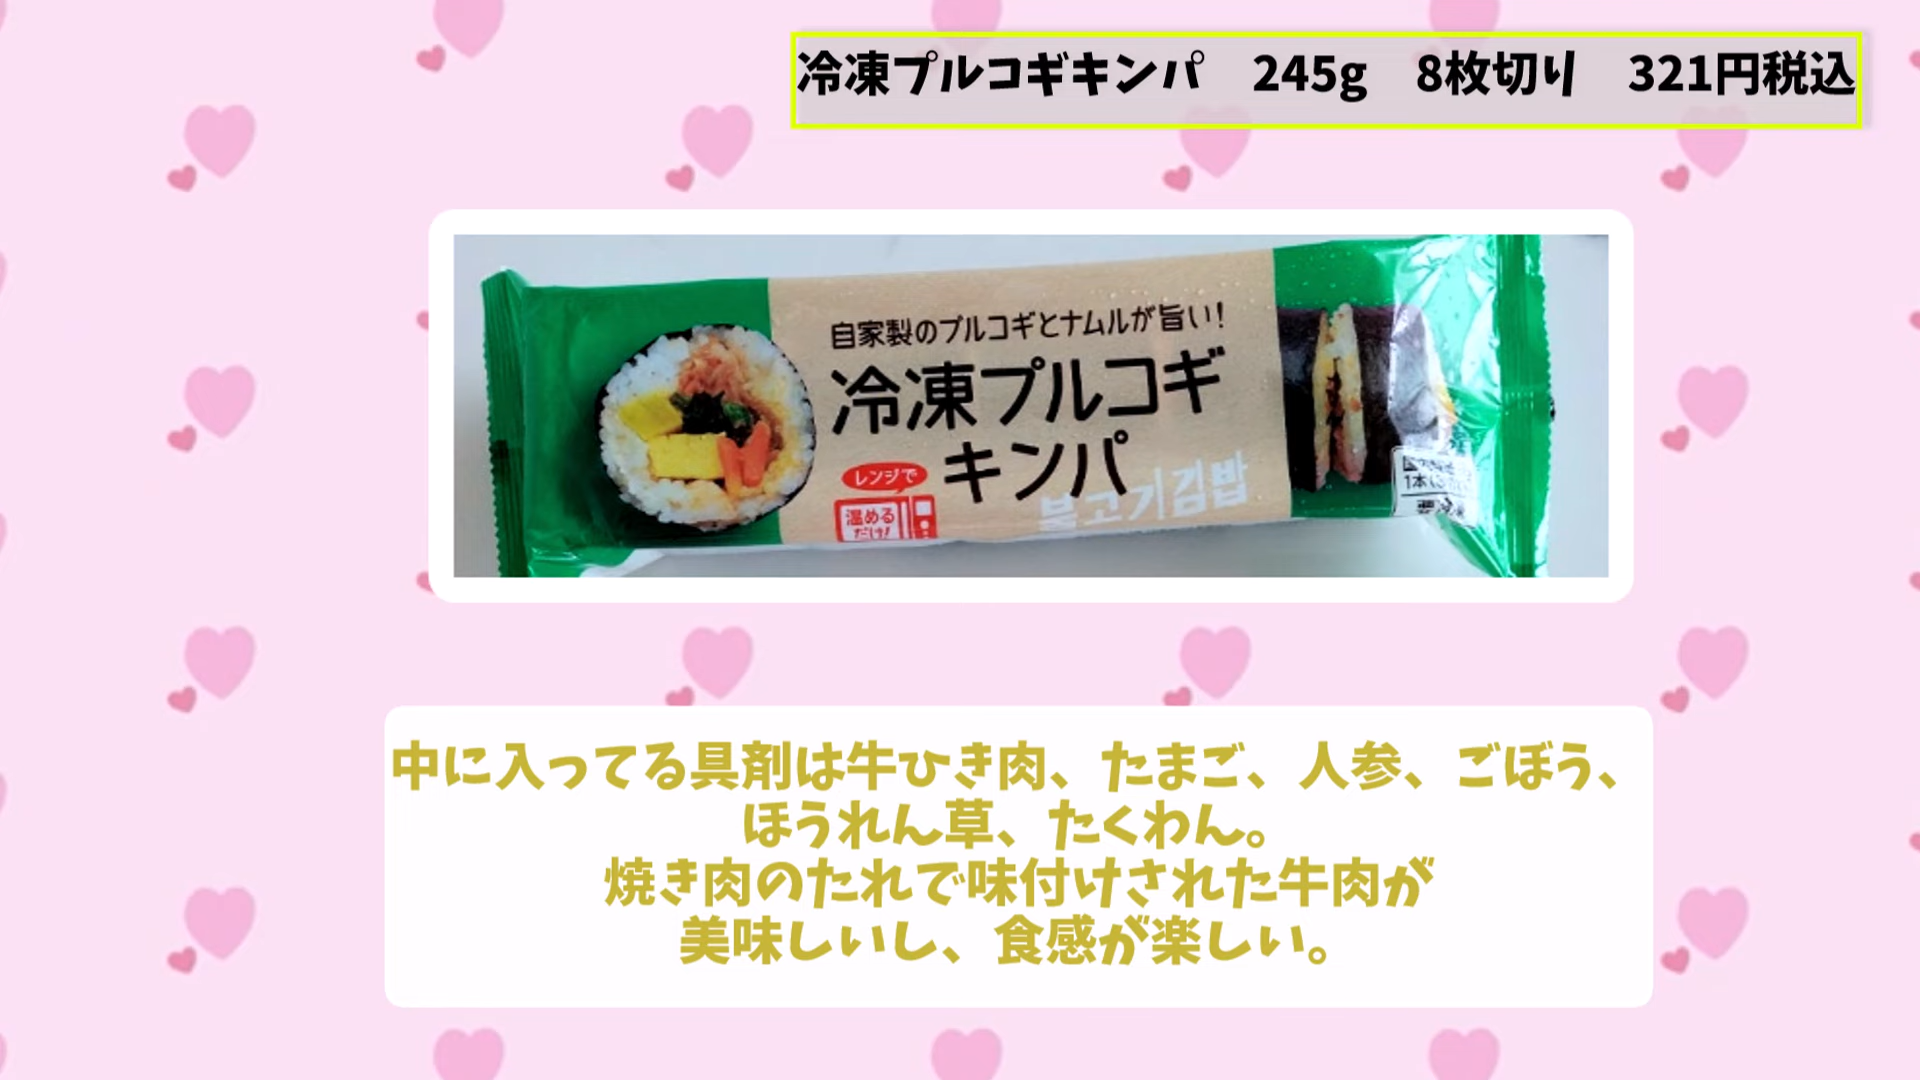 冷凍プルコギキンパ　245g　8枚切り　321円税込
自家製のプルコギとナムルが旨い!
冷凍プルコギ
キンパ
불고기김밥
レンジで
温める
だけ!
中に入ってる具剤は牛ひき肉、たまご、人参、ごぼう、
ほうれん草、たくわん。
焼き肉のたれで味付けされた牛肉が
美味しいし、食感が楽しい。